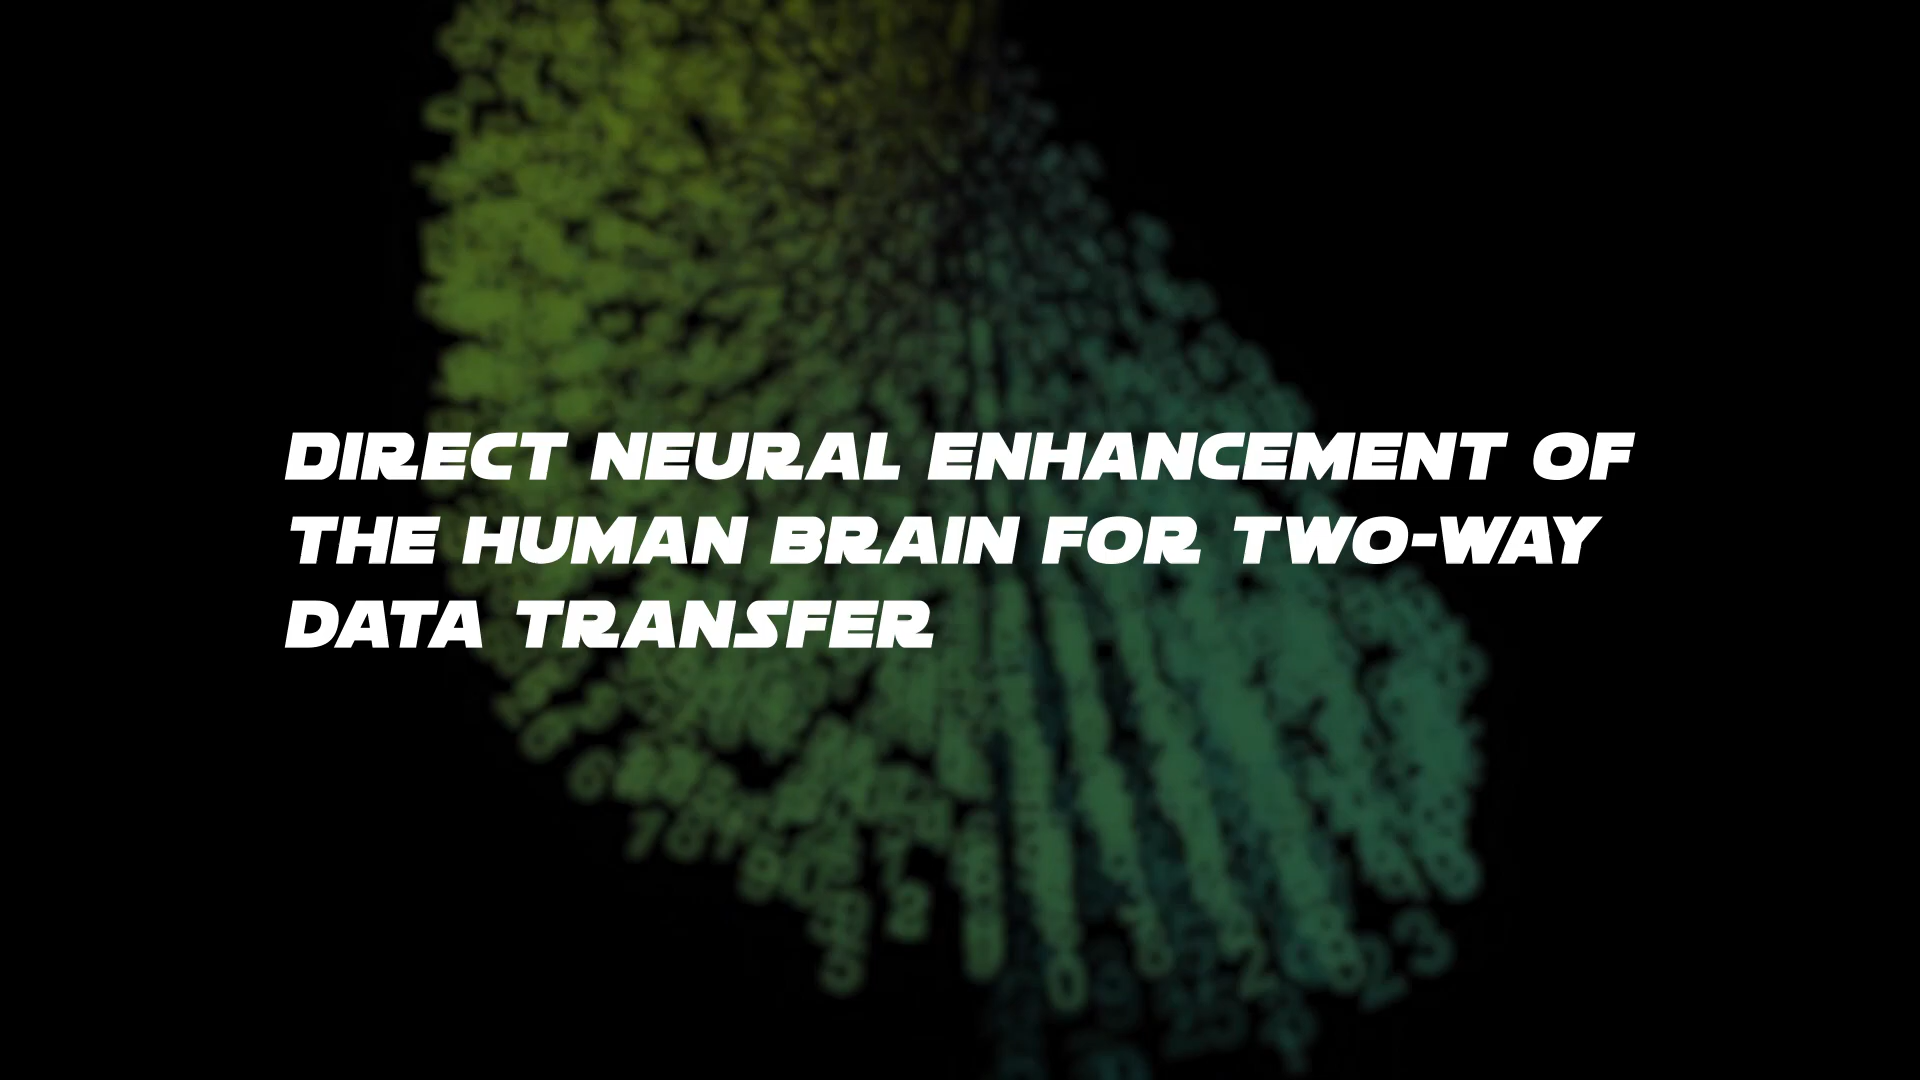 DIRECT NEURAL ENHANCEMENT OF
THE HUMAN BRAIN FOR TWO-WAY
DATA TRANSFER